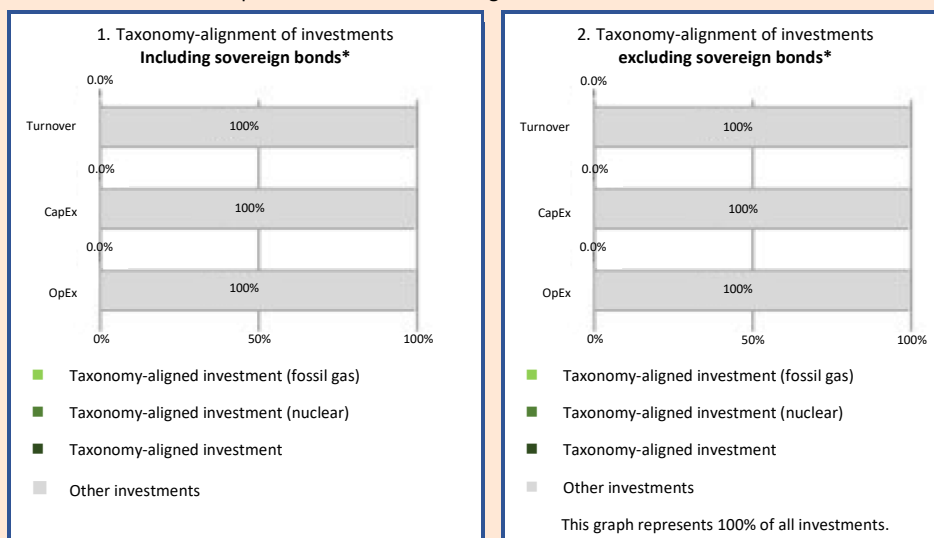 1. Taxonomy-alignment of investments
Including sovereign bonds*
0.0%
Turnover
100%
0.0%
CapEx
100%
0.0%
OpEx
100%
0%
50%
100%
Taxonomy-aligned investment (fossil gas)
Taxonomy-aligned investment (nuclear)
Taxonomy-aligned investment
Other investments
2. Taxonomy-alignment of investments
excluding sovereign bonds*
0.0%
Turnover
100%
0.0%
CapEx
100%
0.0%
OpEx
100%
0%
50%
100%
Taxonomy-aligned investment (fossil gas)
Taxonomy-aligned investment (nuclear)
Taxonomy-aligned investment
Other investments
This graph represents 100% of all investments.